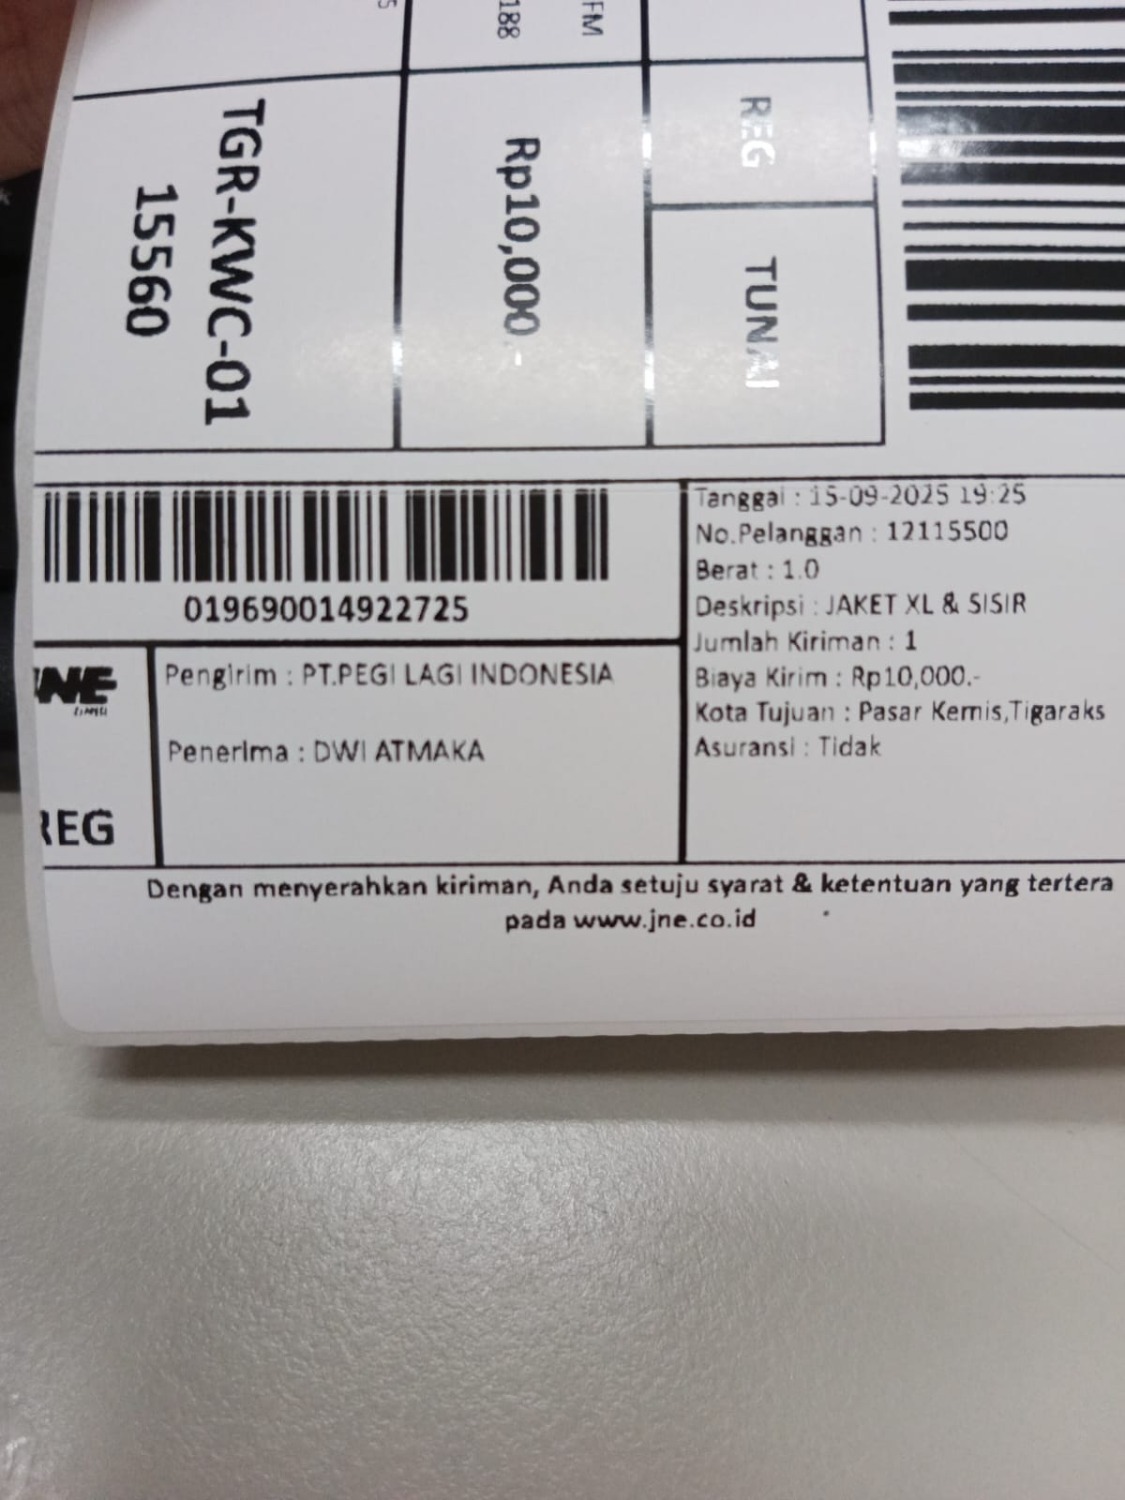 FM
188
REG
TUNAI
Rp10,000.-
TGR-KWC-01
15560
019690014922725
JNE
REG
Pengirim : PT.PEGI LAGI INDONESIA
Penerima : DWI ATMAKA
Tanggal : 15-09-2025 19:25
No.Pelanggan : 12115500
Berat : 1.0
Deskripsi : JAKET XL & SISIR
Jumlah Kiriman : 1
Biaya Kirim : Rp10,000.-
Kota Tujuan : Pasar Kemis,Tigaraks
Asuransi : Tidak
Dengan menyerahkan kiriman, Anda setuju syarat & ketentuan yang tertera
pada www.jne.co.id